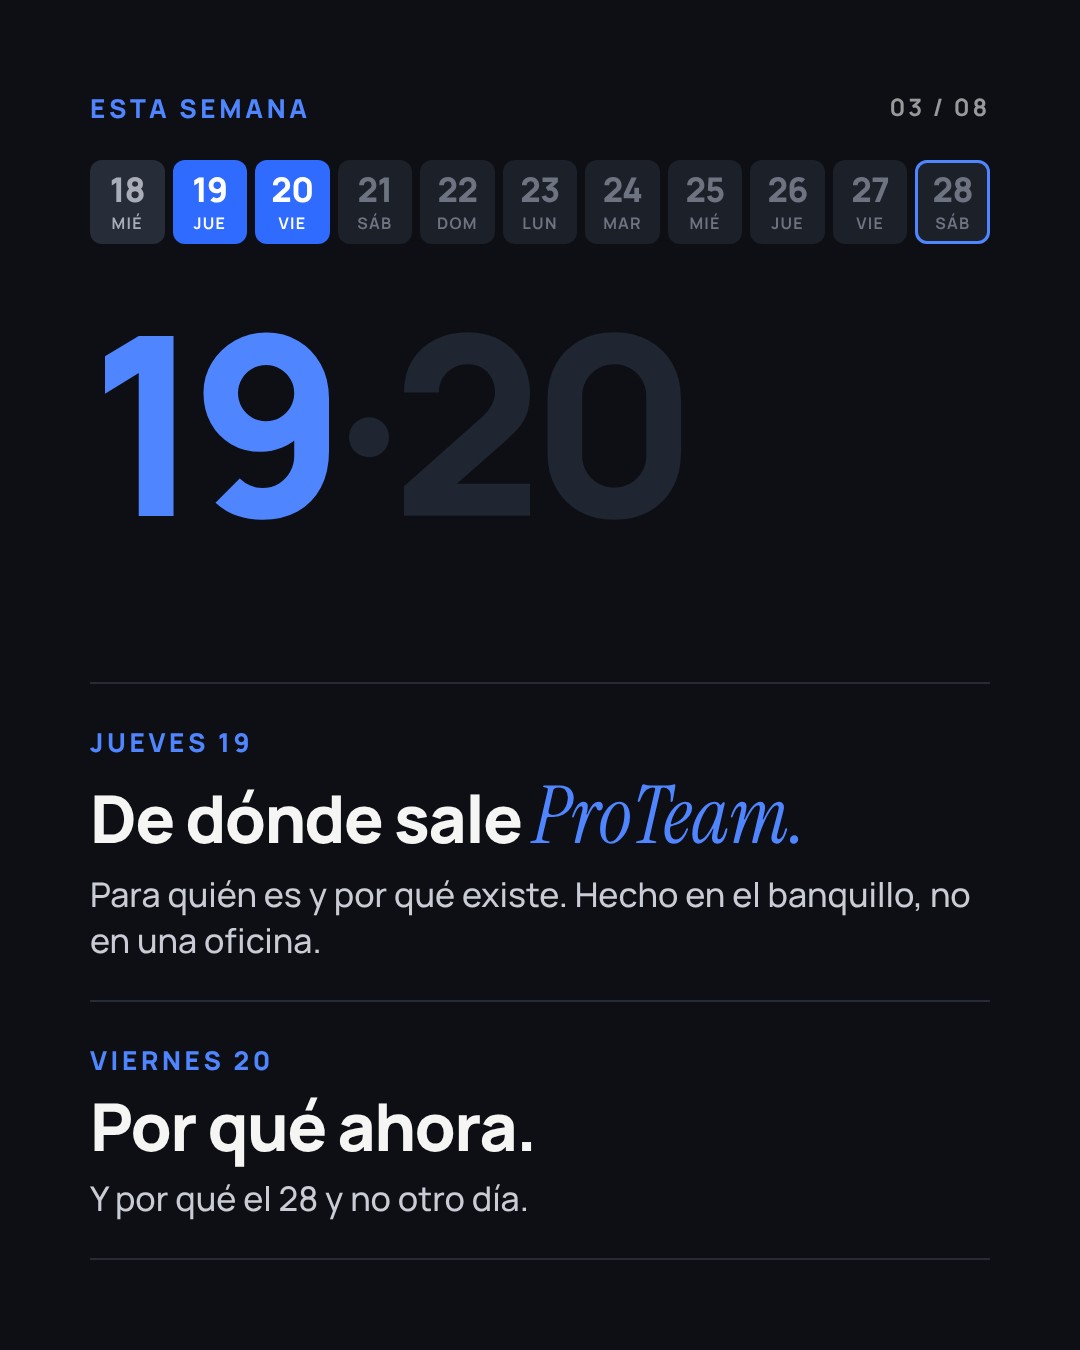 ESTA SEMANA
03 / 08
18 19 20 21 22 23 24 25 26 27 28
MIÉ JUE VIE SÁB DOM LUN MAR MIÉ JUE VIE SÁB
19·20
JUEVES 19
De dónde sale ProTeam.
Para quién es y por qué existe. Hecho en el banquillo, no
en una oficina.
VIERNES 20
Por qué ahora.
Y por qué el 28 y no otro día.